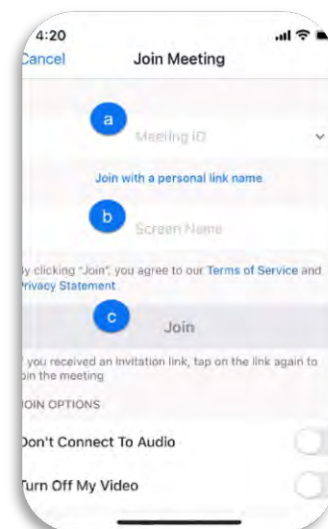 4:20
Cancel Join Meeting
a
Meeting ID
Join with a personal link name
b
Screen Name
By clicking "Join", you agree to our Terms of Service and
Privacy Statement
c
Join
If you received an invitation link, tap on the link again to
join the meeting
JOIN OPTIONS
Don't Connect To Audio
Turn Off My Video